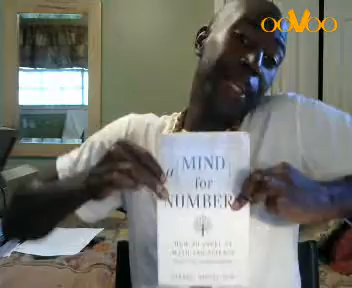 ooVoo
A MIND
for
NUMBERS
HOW TO EXCEL AT
MATH AND SCIENCE